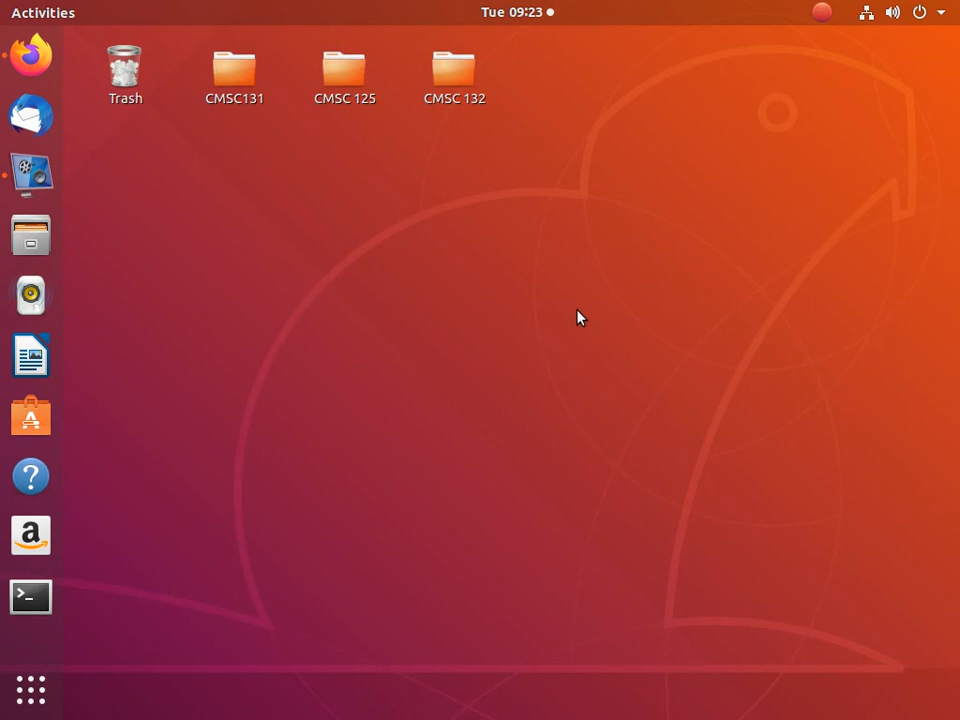 Activities
Tue 09:23
Trash
CMSC131
CMSC 125
CMSC 132